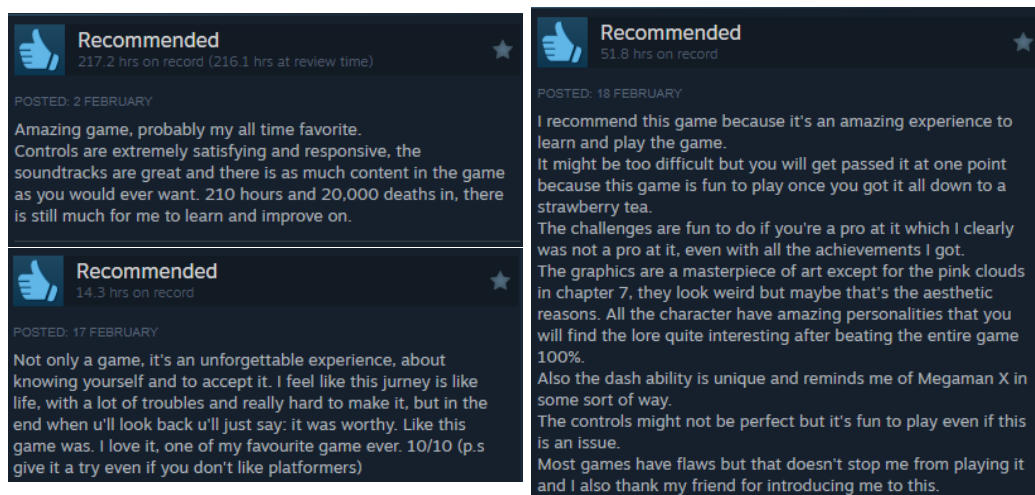 Recommended
217.2 hrs on record (216.1 hrs at review time)
POSTED: 2 FEBRUARY
Amazing game, probably my all time favorite.
Controls are extremely satisfying and responsive, the
soundtracks are great and there is as much content in the game
as you would ever want. 210 hours and 20,000 deaths in, there
is still much for me to learn and improve on.
Recommended
14.3 hrs on record
POSTED: 17 FEBRUARY
Not only a game, it's an unforgettable experience, about
knowing yourself and to accept it. I feel like this jurney is like
life, with a lot of troubles and really hard to make it, but in the
end when u'll look back u'll just say: it was worthy. Like this
game was. I love it, one of my favourite game ever. 10/10 (p.s
give it a try even if you don't like platformers)
Recommended
51.8 hrs on record
POSTED: 18 FEBRUARY
I recommend this game because it's an amazing experience to
learn and play the game.
It might be too difficult but you will get passed it at one point
because this game is fun to play once you got it all down to a
strawberry tea.
The challenges are fun to do if you're a pro at it which I clearly
was not a pro at it, even with all the achievements I got.
The graphics are a masterpiece of art except for the pink clouds
in chapter 7, they look weird but maybe that's the aesthetic
reasons. All the character have amazing personalities that you
will find the lore quite interesting after beating the entire game
100%.
Also the dash ability is unique and reminds me of Megaman X in
some sort of way.
The controls might not be perfect but it's fun to play even if this
is an issue.
Most games have flaws but that doesn't stop me from playing it
and I also thank my friend for introducing me to this.